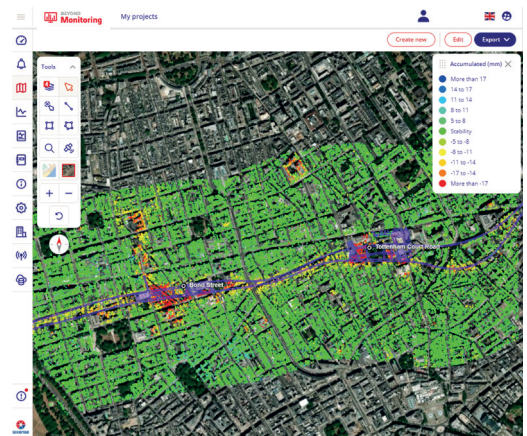 BEYOND
Monitoring
My projects
Create new
Edit
Export
Tools
Accumulated (mm)
More than 17
14 to 17
11 to 14
8 to 11
5 to 8
Stability
-5 to -8
-8 to -11
-11 to -14
-17 to -14
More than -17
Tottenham Court Road
Bond Street